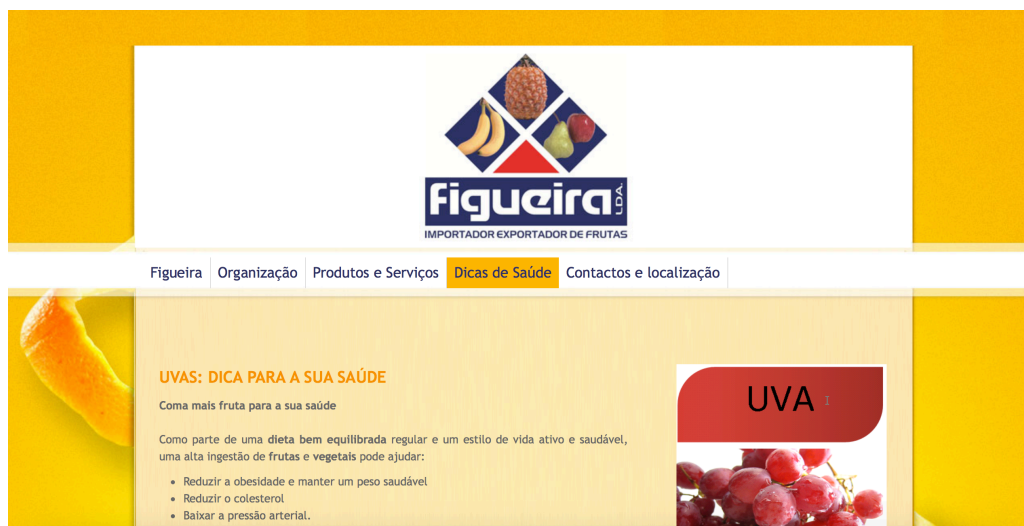 Figueira LDA.
IMPORTADOR EXPORTADOR DE FRUTAS
Figueira Organização Produtos e Serviços Dicas de Saúde Contactos e localização
UVAS: DICA PARA A SUA SAÚDE
Coma mais fruta para a sua saúde
Como parte de uma dieta bem equilibrada regular e um estilo de vida ativo e saudável,
uma alta ingestão de frutas e vegetais pode ajudar:
Reduzir a obesidade e manter um peso saudável
Reduzir o colesterol
Baixar a pressão arterial.
UVA